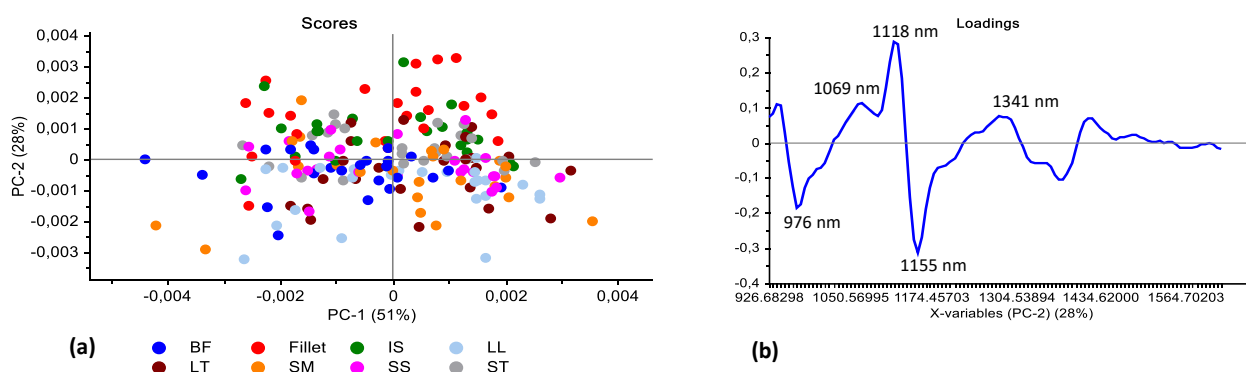 Scores
PC-2 (28%)
0,004
0,003
0,002
0,001
0
-0,001
-0,002
-0,003
-0,004
-0,002
0
0,002
0,004
PC-1 (51%)
(a)
BF
Fillet
IS
LL
LT
SM
SS
ST
Loadings
0,3
0,2
0,1
0
-0,1
-0,2
-0,3
-0,4
1118 nm
1069 nm
1341 nm
976 nm
1155 nm
926.68298 1050.56995 1174.45703 1304.53894 1434.62000 1564.70203
X-variables (PC-2) (28%)
(b)